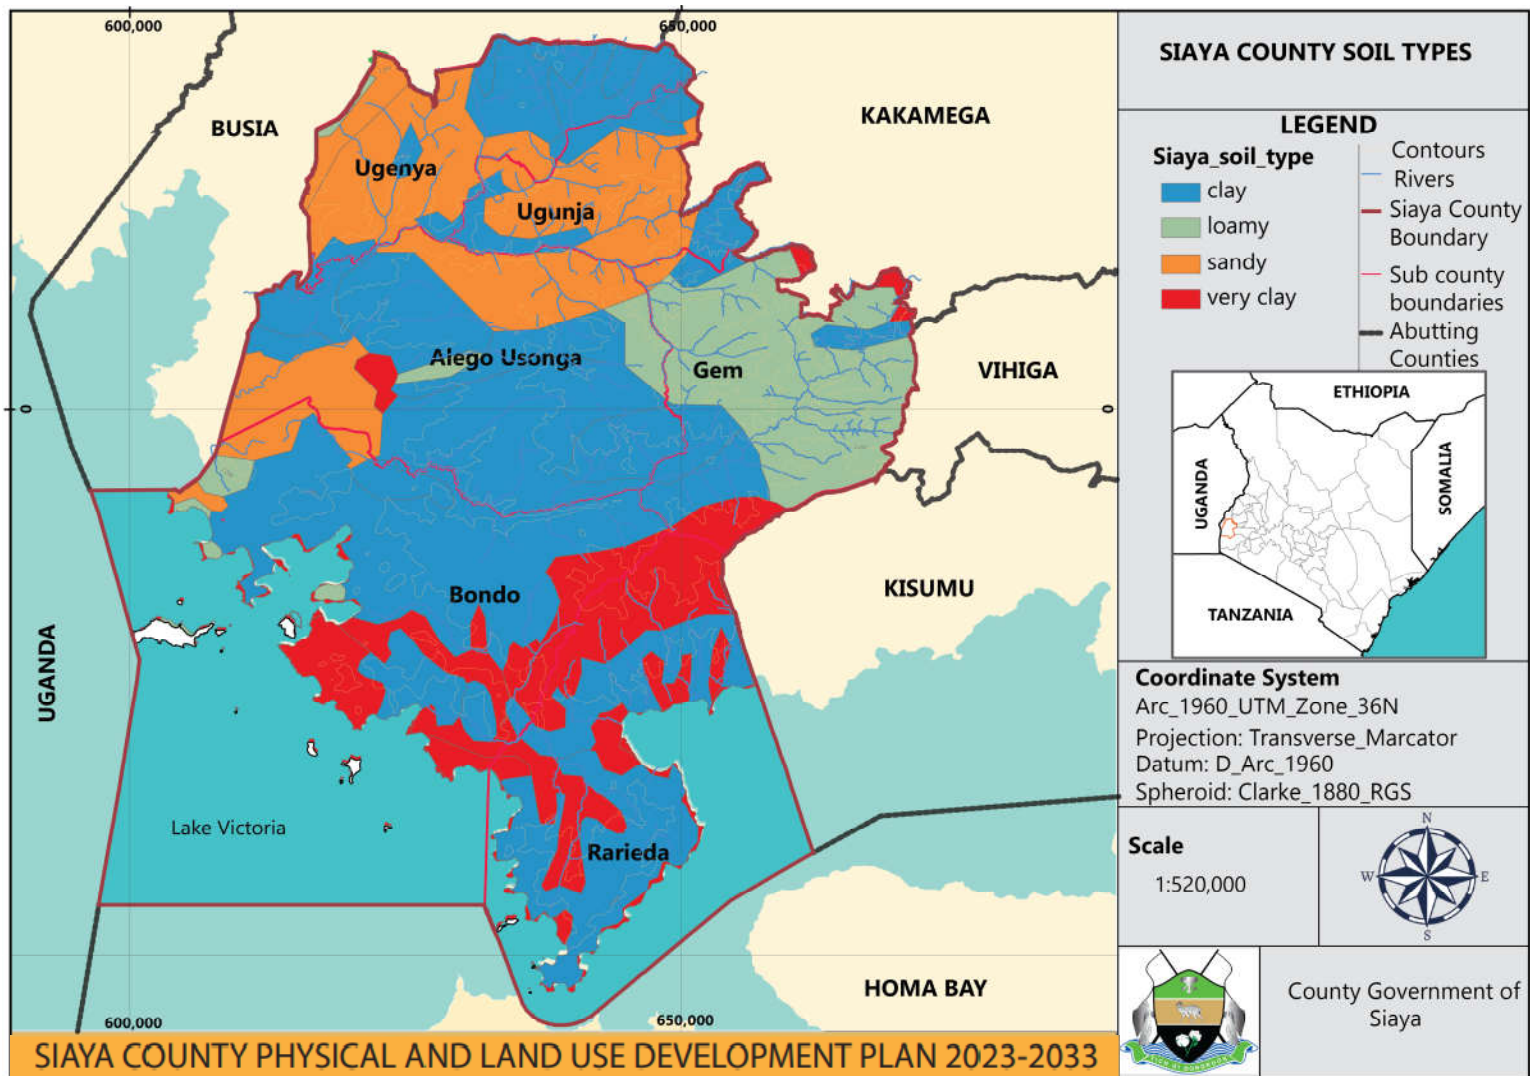 600,000
650,000
BUSIA
KAKAMEGA
Ugenya
Ugunja
Alego Usonga
Gem
VIHIGA
0
0
Bondo
KISUMU
UGANDA
Lake Victoria
Rarieda
HOMA BAY
600,000
650,000
SIAYA COUNTY PHYSICAL AND LAND USE DEVELOPMENT PLAN 2023-2033
SIAYA COUNTY SOIL TYPES
LEGEND
Siaya_soil_type
clay
loamy
sandy
very clay
Contours
Rivers
Siaya County
Boundary
Sub county
boundaries
Abutting
Counties
ETHIOPIA
UGANDA
SOMALIA
TANZANIA
Coordinate System
Arc_1960_UTM_Zone_36N
Projection: Transverse_Marcator
Datum: D_Arc_1960
Spheroid: Clarke_1880_RGS
Scale
1:520,000
N
W
E
S
County Government of
Siaya